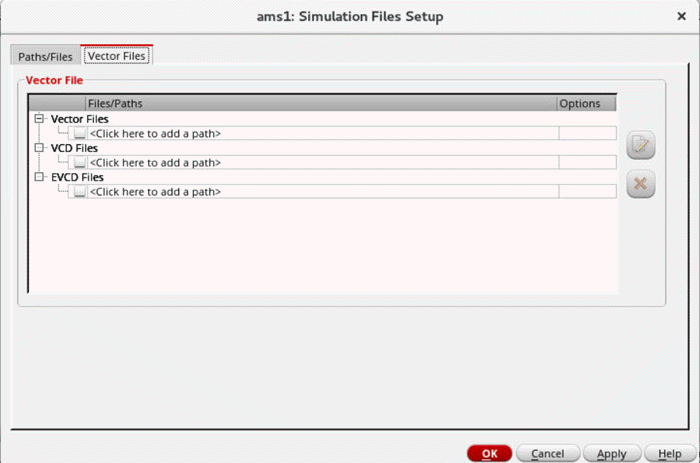 ams1: Simulation Files Setup
Paths/Files Vector Files
Vector File
Files/Paths Options
Vector Files
<Click here to add a path>
VCD Files
<Click here to add a path>
EVCD Files
<Click here to add a path>
OK Cancel Apply Help